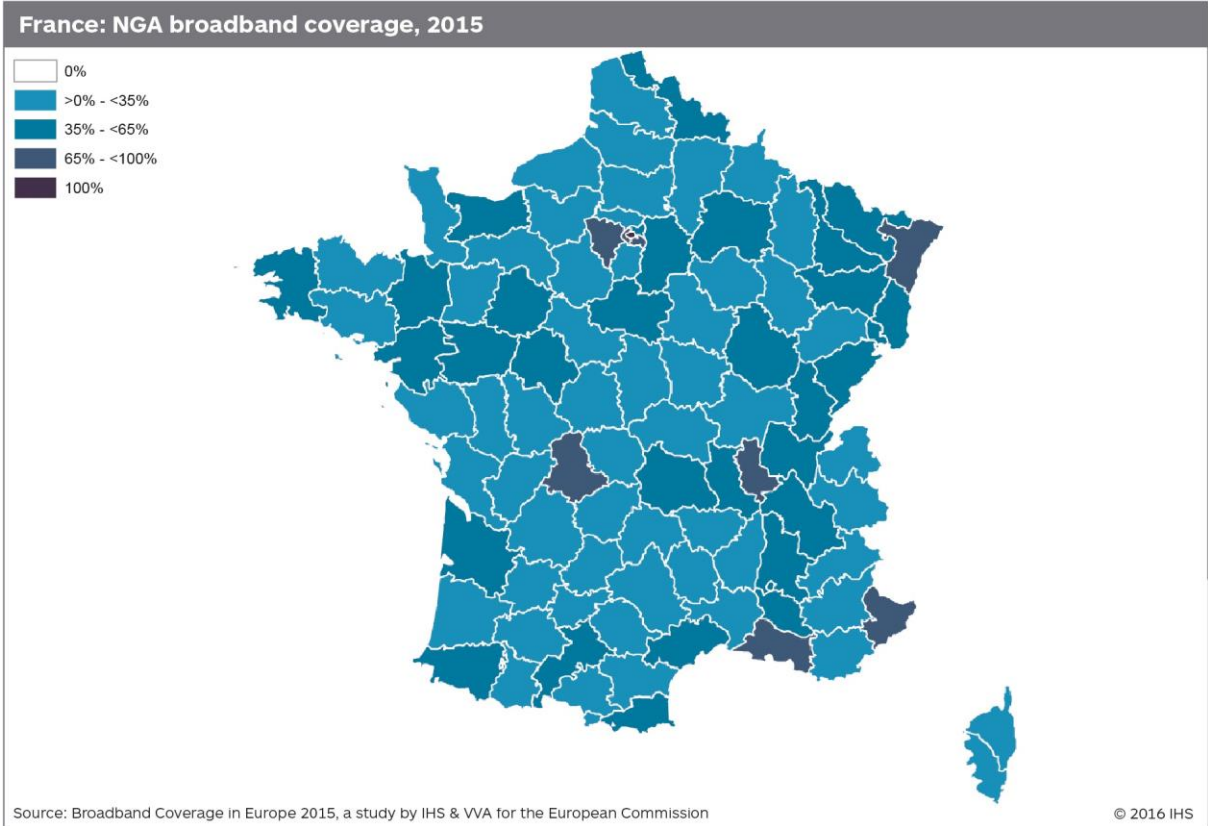 France: NGA broadband coverage, 2015
0%
>0% - <35%
35% - <65%
65% - <100%
100%
Source: Broadband Coverage in Europe 2015, a study by IHS & VVA for the European Commission
© 2016 IHS